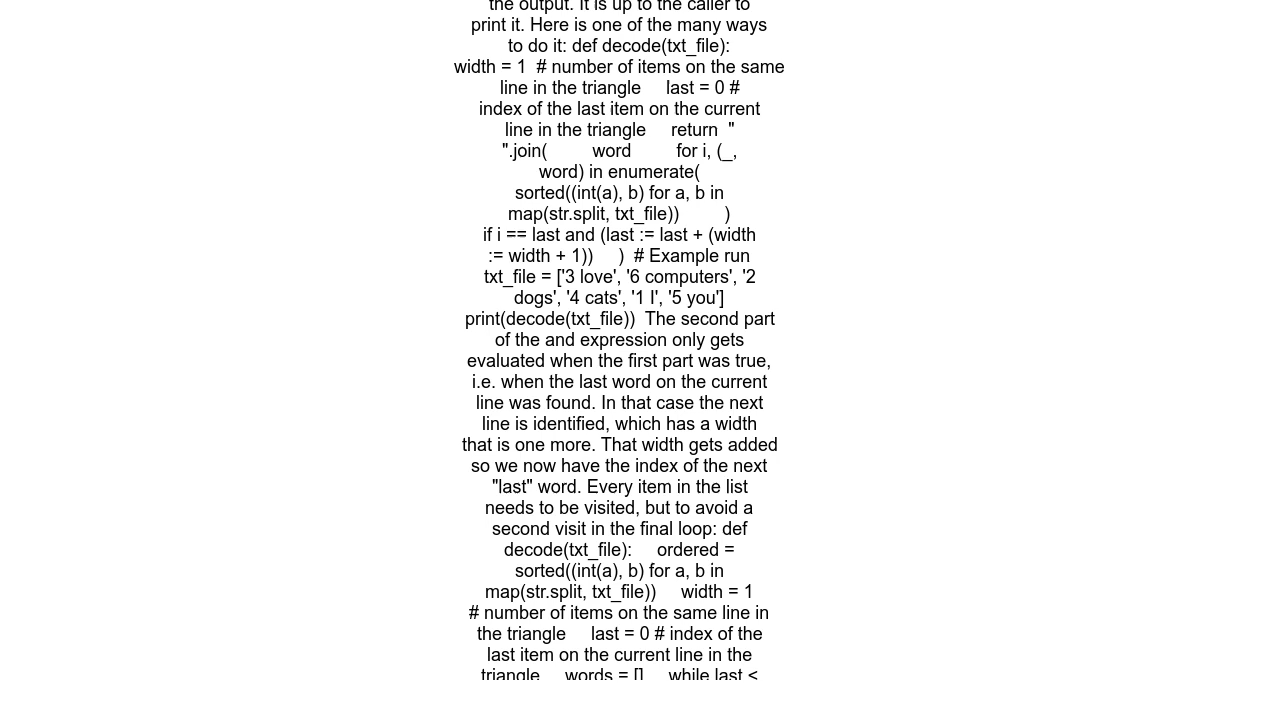 the output. It is up to the caller to
print it. Here is one of the many ways
to do it: def decode(txt_file):
width = 1  # number of items on the same
line in the triangle     last = 0 #
index of the last item on the current
line in the triangle     return  "
".join(         word         for i, (_,
word) in enumerate(
sorted((int(a), b) for a, b in
map(str.split, txt_file))         )
if i == last and (last := last + (width
:= width + 1))     )  # Example run
txt_file = ['3 love', '6 computers', '2
dogs', '4 cats', '1 I', '5 you']
print(decode(txt_file))  The second part
of the and expression only gets
evaluated when the first part was true,
i.e. when the last word on the current
line was found. In that case the next
line is identified, which has a width
that is one more. That width gets added
so we now have the index of the next
"last" word. Every item in the list
needs to be visited, but to avoid a
second visit in the final loop: def
decode(txt_file):     ordered =
sorted((int(a), b) for a, b in
map(str.split, txt_file))     width = 1
# number of items on the same line in
the triangle     last = 0 # index of the
last item on the current line in the
triangle     words = []     while last <